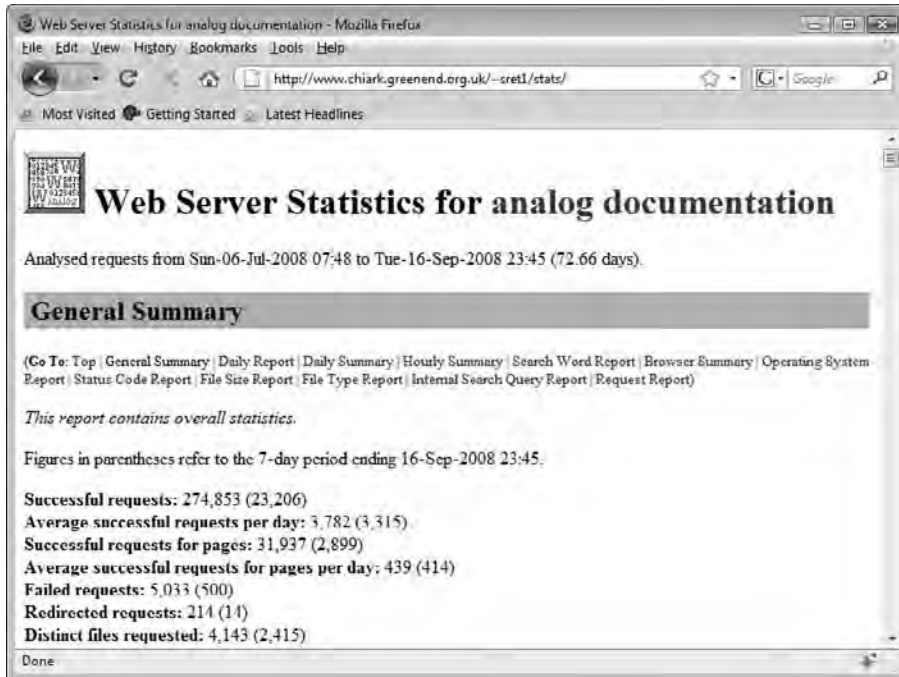 Web Server Statistics for analog documentation - Mozilla Firefox
File Edit View History Bookmarks Tools Help
http://www.chiark.greenend.org.uk/~sret1/stats/
Google
Most Visited Getting Started Latest Headlines
Web Server Statistics for analog documentation
Analysed requests from Sun-06-Jul-2008 07:48 to Tue-16-Sep-2008 23:45 (72.66 days).
General Summary
(Go To: Top | General Summary | Daily Report | Daily Summary | Hourly Summary | Search Word Report | Browser Summary | Operating System
Report | Status Code Report | File Size Report | File Type Report | Internal Search Query Report | Request Report)
This report contains overall statistics.
Figures in parentheses refer to the 7-day period ending 16-Sep-2008 23:45.
Successful requests: 274,853 (23,206)
Average successful requests per day: 3,782 (3,315)
Successful requests for pages: 31,937 (2,899)
Average successful requests for pages per day: 439 (414)
Failed requests: 5,033 (500)
Redirected requests: 214 (14)
Distinct files requested: 4,143 (2,415)
Done